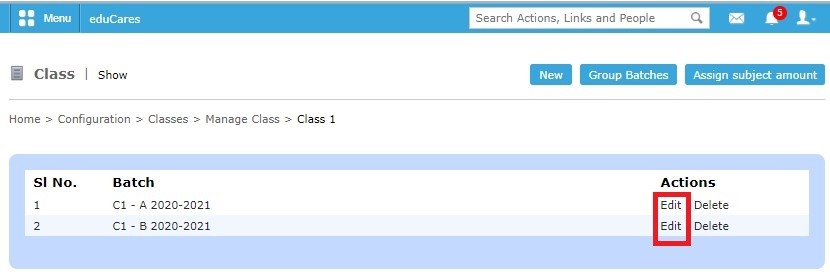 Menu eduCares Search Actions, Links and People 5
Class | Show New Group Batches Assign subject amount
Home > Configuration > Classes > Manage Class > Class 1
Sl No. Batch Actions
1 C1 - A 2020-2021 Edit Delete
2 C1 - B 2020-2021 Edit Delete